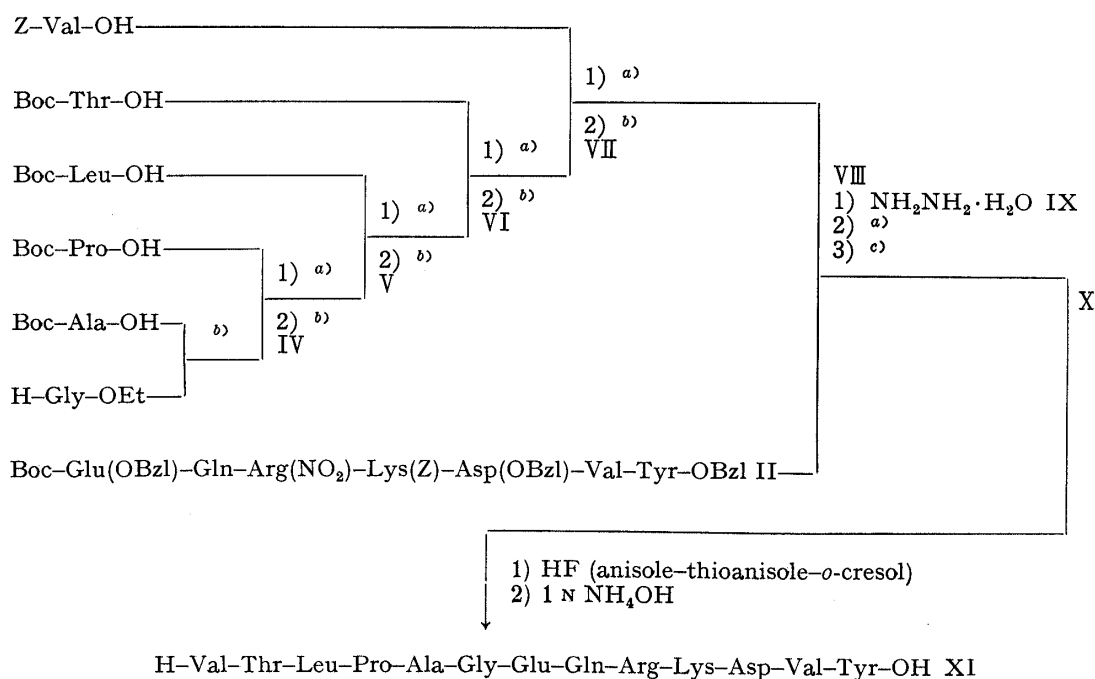 Z–Val–OH
1) a)
Boc–Thr–OH
2) b)
VII
1) a)
Boc–Leu–OH
VIII
2) b)
VI
1) NH₂NH₂·H₂O IX
1) a)
2) a)
Boc–Pro–OH
2) b)
V
3) c)
1) a)
X
Boc–Ala–OH
b)
2) b)
IV
H–Gly–OEt
Boc–Glu(OBzl)–Gln–Arg(NO₂)–Lys(Z)–Asp(OBzl)–Val–Tyr–OBzl II
1) HF (anisole–thioanisole–o-cresol)
2) 1 N NH₄OH
H–Val–Thr–Leu–Pro–Ala–Gly–Glu–Gln–Arg–Lys–Asp–Val–Tyr–OH XI